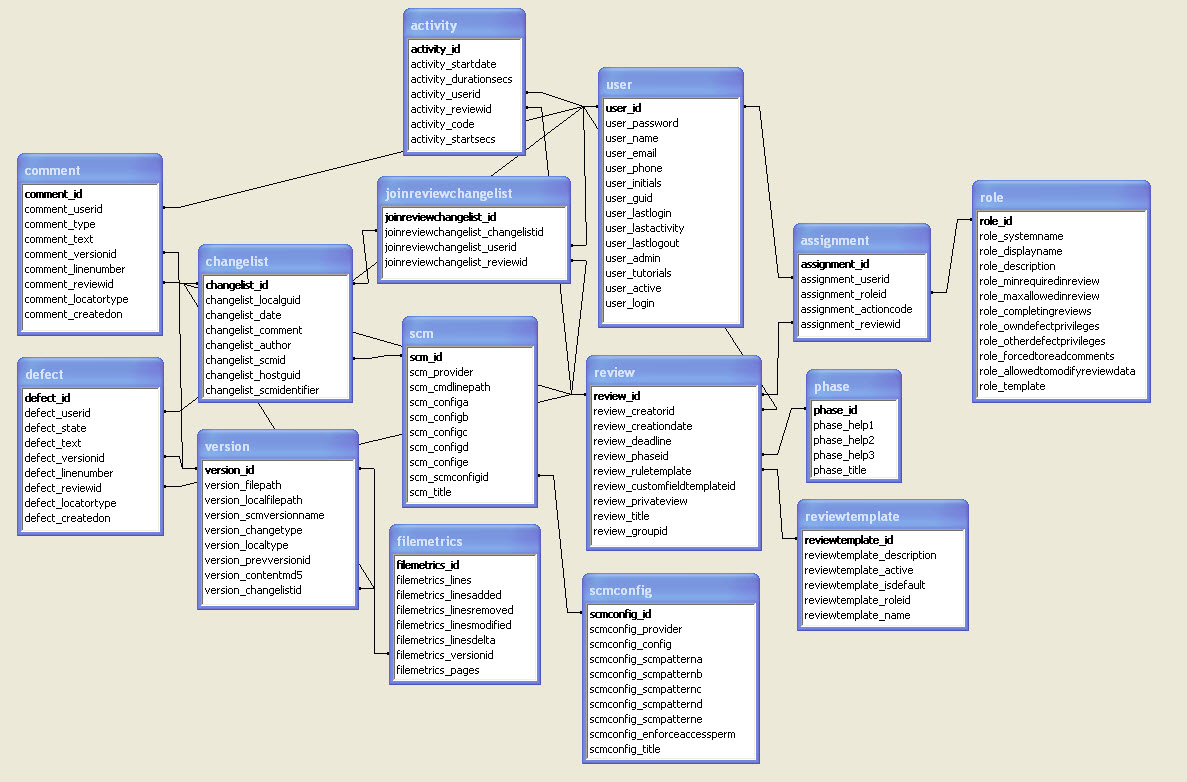 activity
activity_id
activity_startdate
activity_durationsecs
activity_userid
activity_reviewid
activity_code
activity_startsecs
user
user_id
user_password
user_name
user_email
user_phone
user_initials
user_guid
user_lastlogin
user_lastactivity
user_lastlogout
user_admin
user_tutorials
user_active
user_login
comment
comment_id
comment_userid
comment_type
comment_text
comment_versionid
comment_linenumber
comment_reviewid
comment_locatortype
comment_createdon
joinreviewchangelist
joinreviewchangelist_id
joinreviewchangelist_changelistid
joinreviewchangelist_userid
joinreviewchangelist_reviewid
role
role_id
role_systemname
role_displayname
role_description
role_minrequiredinreview
role_maxallowedinreview
role_completingreviews
role_owndefectprivileges
role_otherdefectprivileges
role_forcedtoreadcomments
role_allowedtomodifyreviewdata
role_template
assignment
assignment_id
assignment_userid
assignment_roleid
assignment_actioncode
assignment_reviewid
changelist
changelist_id
changelist_localguid
changelist_date
changelist_comment
changelist_author
changelist_scmid
changelist_hostguid
changelist_scmidentifier
scm
scm_id
scm_provider
scm_cmdlinepath
scm_configa
scm_configb
scm_configc
scm_configd
scm_confige
scm_scmconfigid
scm_title
defect
defect_id
defect_userid
defect_state
defect_text
defect_versionid
defect_linenumber
defect_reviewid
defect_locatortype
defect_createdon
review
review_id
review_creatorid
review_creationdate
review_deadline
review_phaseid
review_ruletemplate
review_customfieldtemplateid
review_privateview
review_title
review_groupid
phase
phase_id
phase_help1
phase_help2
phase_help3
phase_title
version
version_id
version_filepath
version_localfilepath
version_scmversionname
version_changetype
version_localtype
version_prevversionid
version_contentmd5
version_changelistid
reviewtemplate
reviewtemplate_id
reviewtemplate_description
reviewtemplate_active
reviewtemplate_isdefault
reviewtemplate_roleid
reviewtemplate_name
filemetrics
filemetrics_id
filemetrics_lines
filemetrics_linesadded
filemetrics_linesremoved
filemetrics_linesmodified
filemetrics_linesdelta
filemetrics_versionid
filemetrics_pages
scmconfig
scmconfig_id
scmconfig_provider
scmconfig_config
scmconfig_scmpatterna
scmconfig_scmpatternb
scmconfig_scmpatternc
scmconfig_scmpatternd
scmconfig_scmpatterne
scmconfig_enforceaccessperm
scmconfig_title